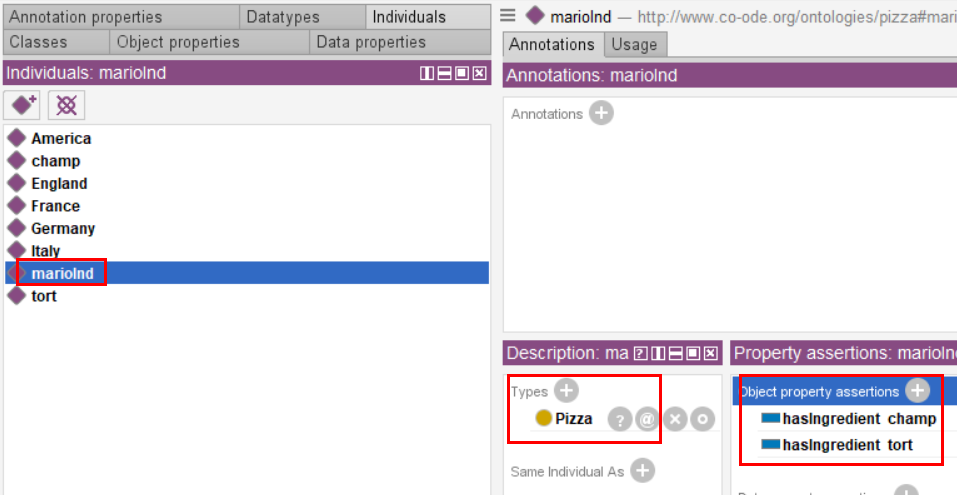 Annotation properties
Datatypes
Individuals
Classes
Object properties
Data properties
Individuals: marioInd
America
champ
England
France
Germany
Italy
marioInd
tort
marioInd — http://www.co-ode.org/ontologies/pizza#mari
Annotations
Usage
Annotations: marioInd
Annotations
Description: ma
Types
Pizza
Same Individual As
Property assertions: marioInd
Object property assertions
hasIngredient champ
hasIngredient tort